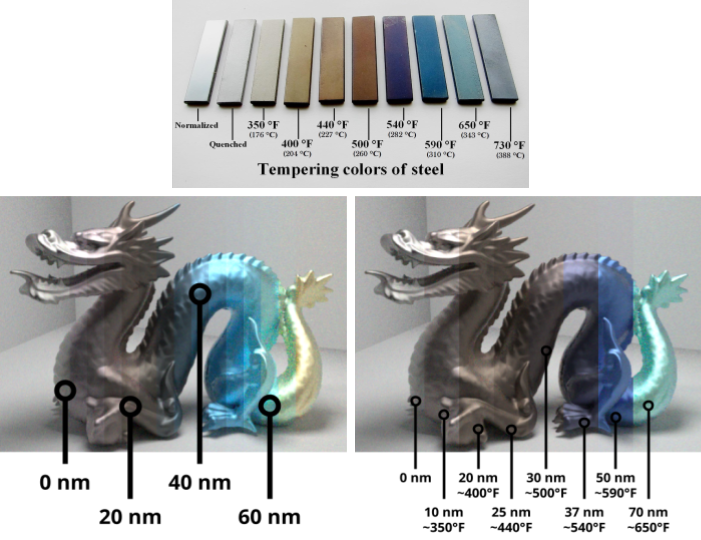 Normalized
Quenched
350 °F
(176 °C)
400 °F
(204 °C)
440 °F
(227 °C)
500 °F
(260 °C)
540 °F
(282 °C)
590 °F
(310 °C)
650 °F
(343 °C)
730 °F
(388 °C)
Tempering colors of steel
0 nm
20 nm
40 nm
60 nm
0 nm
10 nm
~350°F
20 nm
~400°F
25 nm
~440°F
30 nm
~500°F
37 nm
~540°F
50 nm
~590°F
70 nm
~650°F